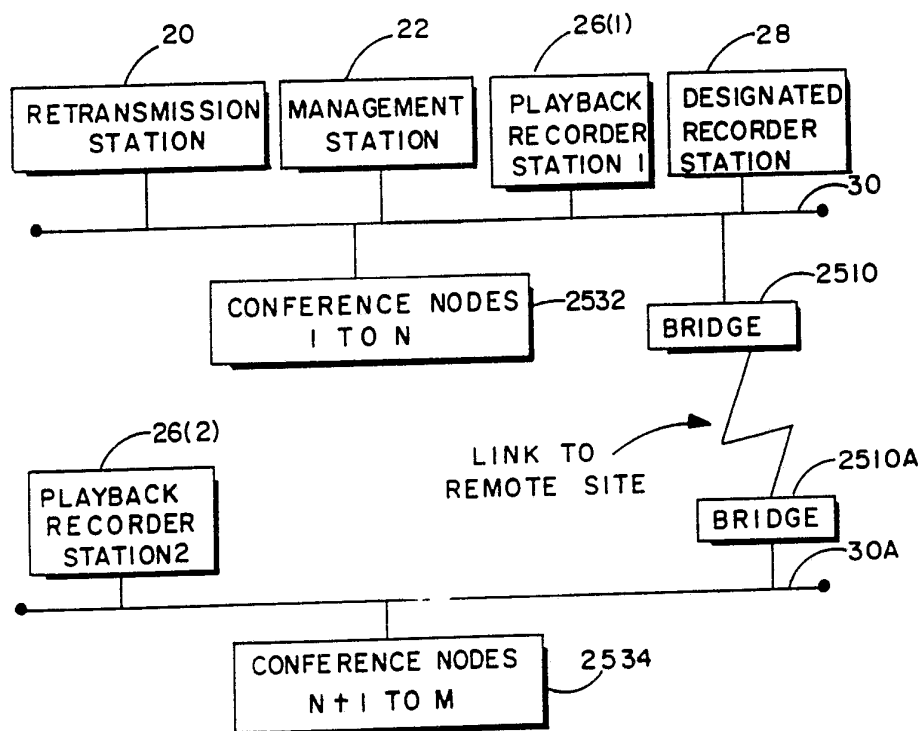 20
22
26(1)
28
RETRANSMISSION
STATION
MANAGEMENT
STATION
PLAYBACK
RECORDER
STATION 1
DESIGNATED
RECORDER
STATION
30
CONFERENCE NODES
1 TO N
2532
2510
BRIDGE
26(2)
PLAYBACK
RECORDER
STATION2
LINK TO
REMOTE SITE
2510A
BRIDGE
30A
CONFERENCE NODES
N+1 TO M
2534